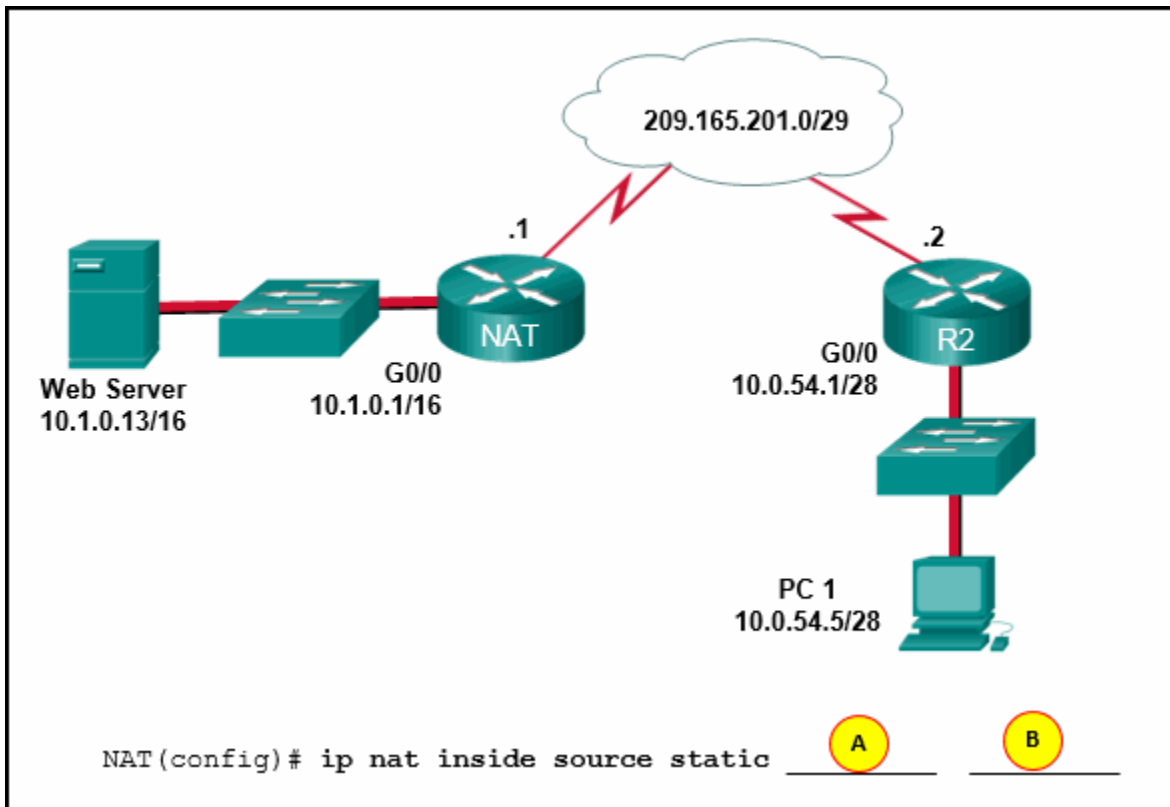 209.165.201.0/29
.1
.2
NAT
R2
G0/0
10.1.0.1/16
G0/0
10.0.54.1/28
Web Server
10.1.0.13/16
PC 1
10.0.54.5/28
NAT(config)# ip nat inside source static ______ ______
A
B